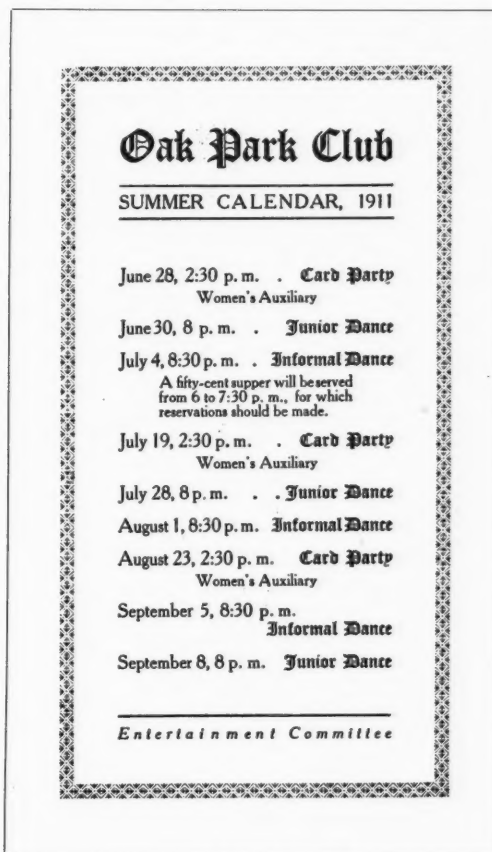 Oak Park Club
SUMMER CALENDAR, 1911
June 28, 2:30 p. m. . Card Party
Women's Auxiliary
June 30, 8 p. m. . Junior Dance
July 4, 8:30 p. m. . Informal Dance
A fifty-cent supper will be served
from 6 to 7:30 p. m., for which
reservations should be made.
July 19, 2:30 p. m. . Card Party
Women's Auxiliary
July 28, 8 p. m. . . Junior Dance
August 1, 8:30 p. m. Informal Dance
August 23, 2:30 p. m. Card Party
Women's Auxiliary
September 5, 8:30 p. m.
Informal Dance
September 8, 8 p. m. Junior Dance
Entertainment Committee